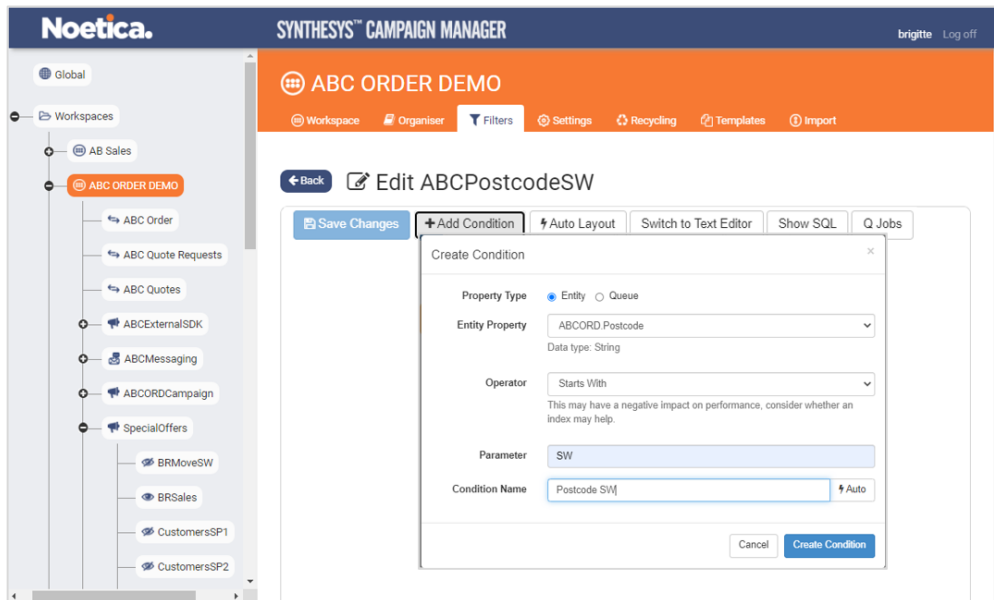 Noetica.
SYNTHESYS™ CAMPAIGN MANAGER
brigitte Log off
Global
Workspaces
AB Sales
ABC ORDER DEMO
ABC Order
ABC Quote Requests
ABC Quotes
ABCExternalSDK
ABCMessaging
ABCORDCampaign
SpecialOffers
BRMoveSW
BRSales
CustomersSP1
CustomersSP2
ABC ORDER DEMO
Workspace Organiser Filters Settings Recycling Templates Import
Back Edit ABCPostcodeSW
Save Changes +Add Condition Auto Layout Switch to Text Editor Show SQL Q Jobs
Create Condition ×
Property Type Entity Queue
Entity Property ABCORD.Postcode
Data type: String
Operator Starts With
This may have a negative impact on performance, consider whether an
index may help.
Parameter SW
Condition Name Postcode SW Auto
Cancel Create Condition